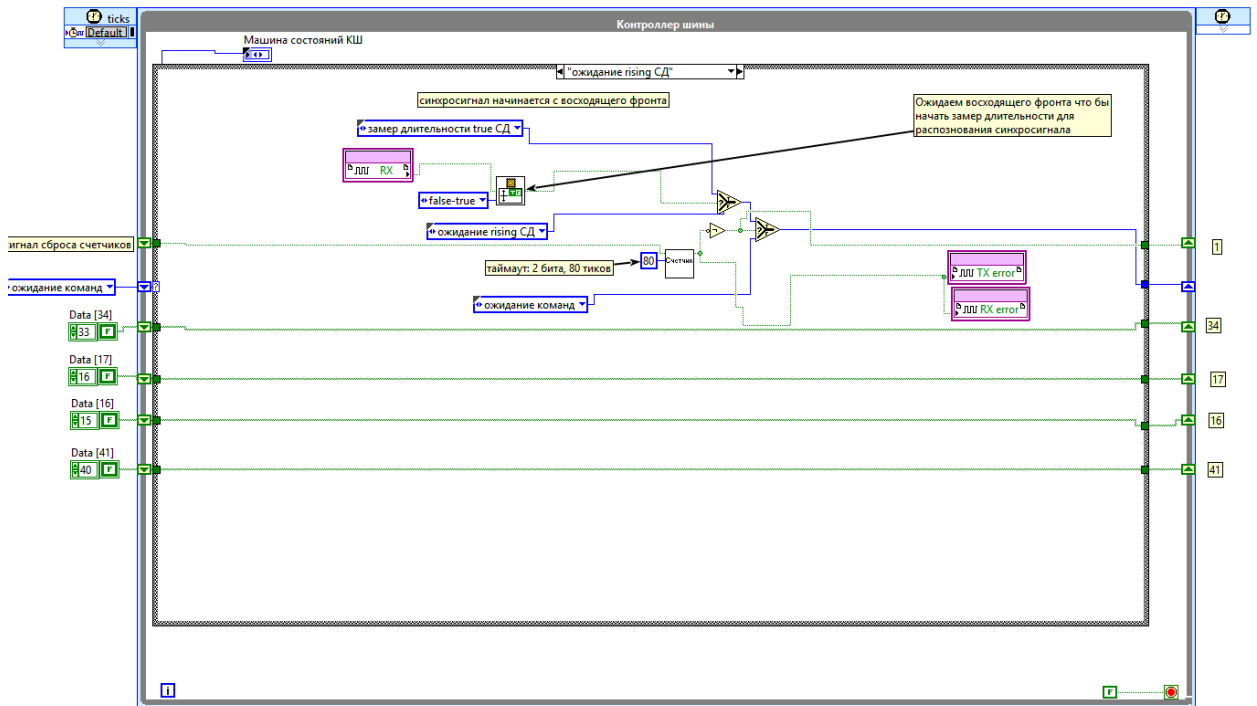 ticks
Default
Контроллер шины
Машина состояний КШ
"ожидание rising СД"
синхросигнал начинается с восходящего фронта
Ожидаем восходящего фронта что бы
начать замер длительности для
распознования синхросигнала
замер длительности true СД
RX
false-true
ожидание rising СД
игнал сброса счетчиков
1
80
Счетчик
таймаут: 2 бита, 80 тиков
TX error
ожидание команд
ожидание команд
RX error
Data [34]
33
F
34
Data [17]
16
F
17
Data [16]
15
F
16
Data [41]
40
F
41
i
F